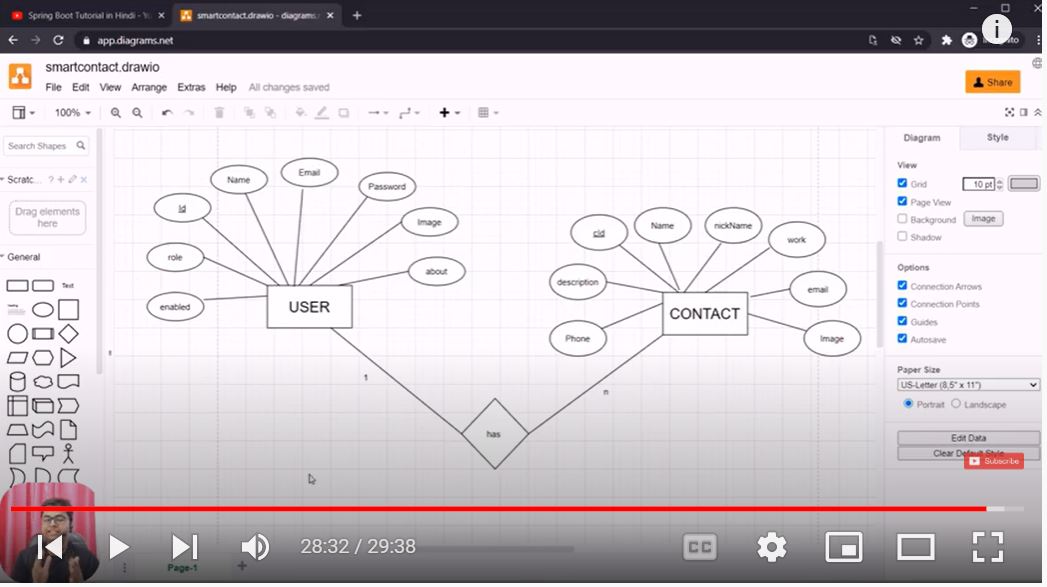 Spring Boot Tutorial in Hindi - Yo
smartcontact.drawio - diagrams.
app.diagrams.net
smartcontact.drawio
File Edit View Arrange Extras Help All changes saved
Share
100%
Search Shapes
Scratc... ?
Drag elements
here
General
Text
Id
Name
Email
Password
Image
about
role
enabled
USER
1
has
n
cId
Name
nickName
work
email
Image
description
Phone
CONTACT
Diagram Style
View
Grid 10 pt
Page View
Background Image
Shadow
Options
Connection Arrows
Connection Points
Guides
Autosave
Paper Size
US-Letter (8,5" x 11")
Portrait Landscape
Edit Data
Clear Default Style
Subscribe
28:32 / 29:38
CC
Page-1